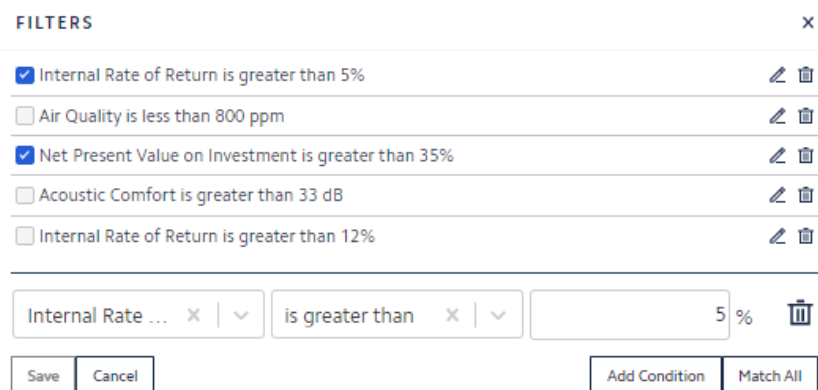 FILTERS
Internal Rate of Return is greater than 5%
Air Quality is less than 800 ppm
Net Present Value on Investment is greater than 35%
Acoustic Comfort is greater than 33 dB
Internal Rate of Return is greater than 12%
Internal Rate ... is greater than 5 %
Save Cancel Add Condition Match All